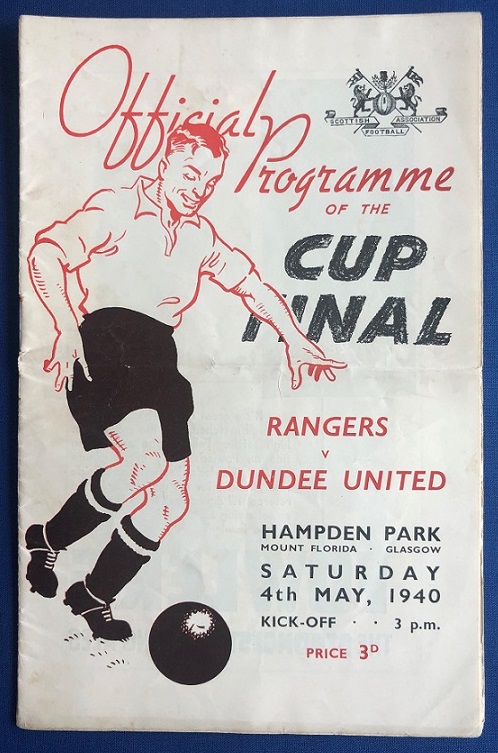 Official
Programme
OF THE
SCOTTISH ASSOCIATION
FOOTBALL
CUP
FINAL
RANGERS
v
DUNDEE UNITED
HAMPDEN PARK
MOUNT FLORIDA · GLASGOW
SATURDAY
4th MAY, 1940
KICK-OFF · · 3 p.m.
PRICE 3D